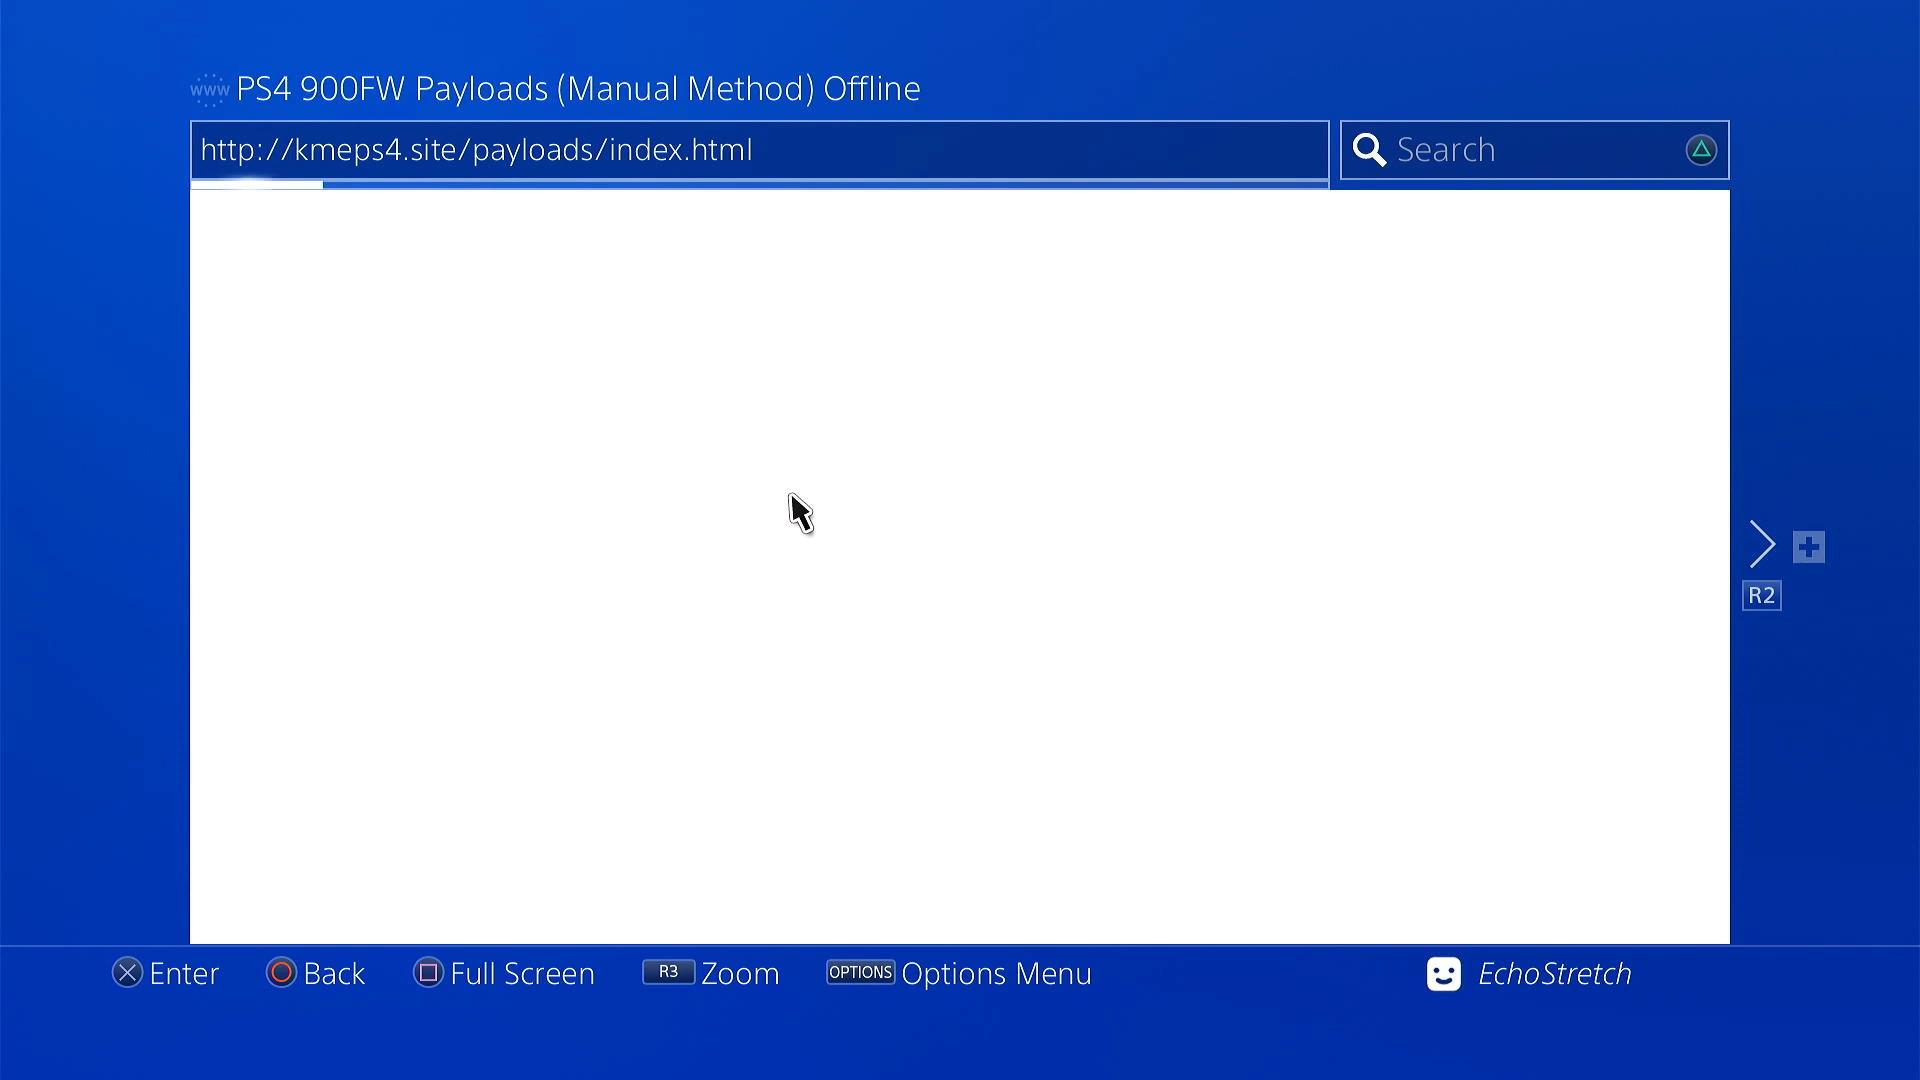 www PS4 900FW Payloads (Manual Method) Offline
http://kmeps4.site/payloads/index.html
Search
R2
Enter Back Full Screen R3 Zoom OPTIONS Options Menu EchoStretch